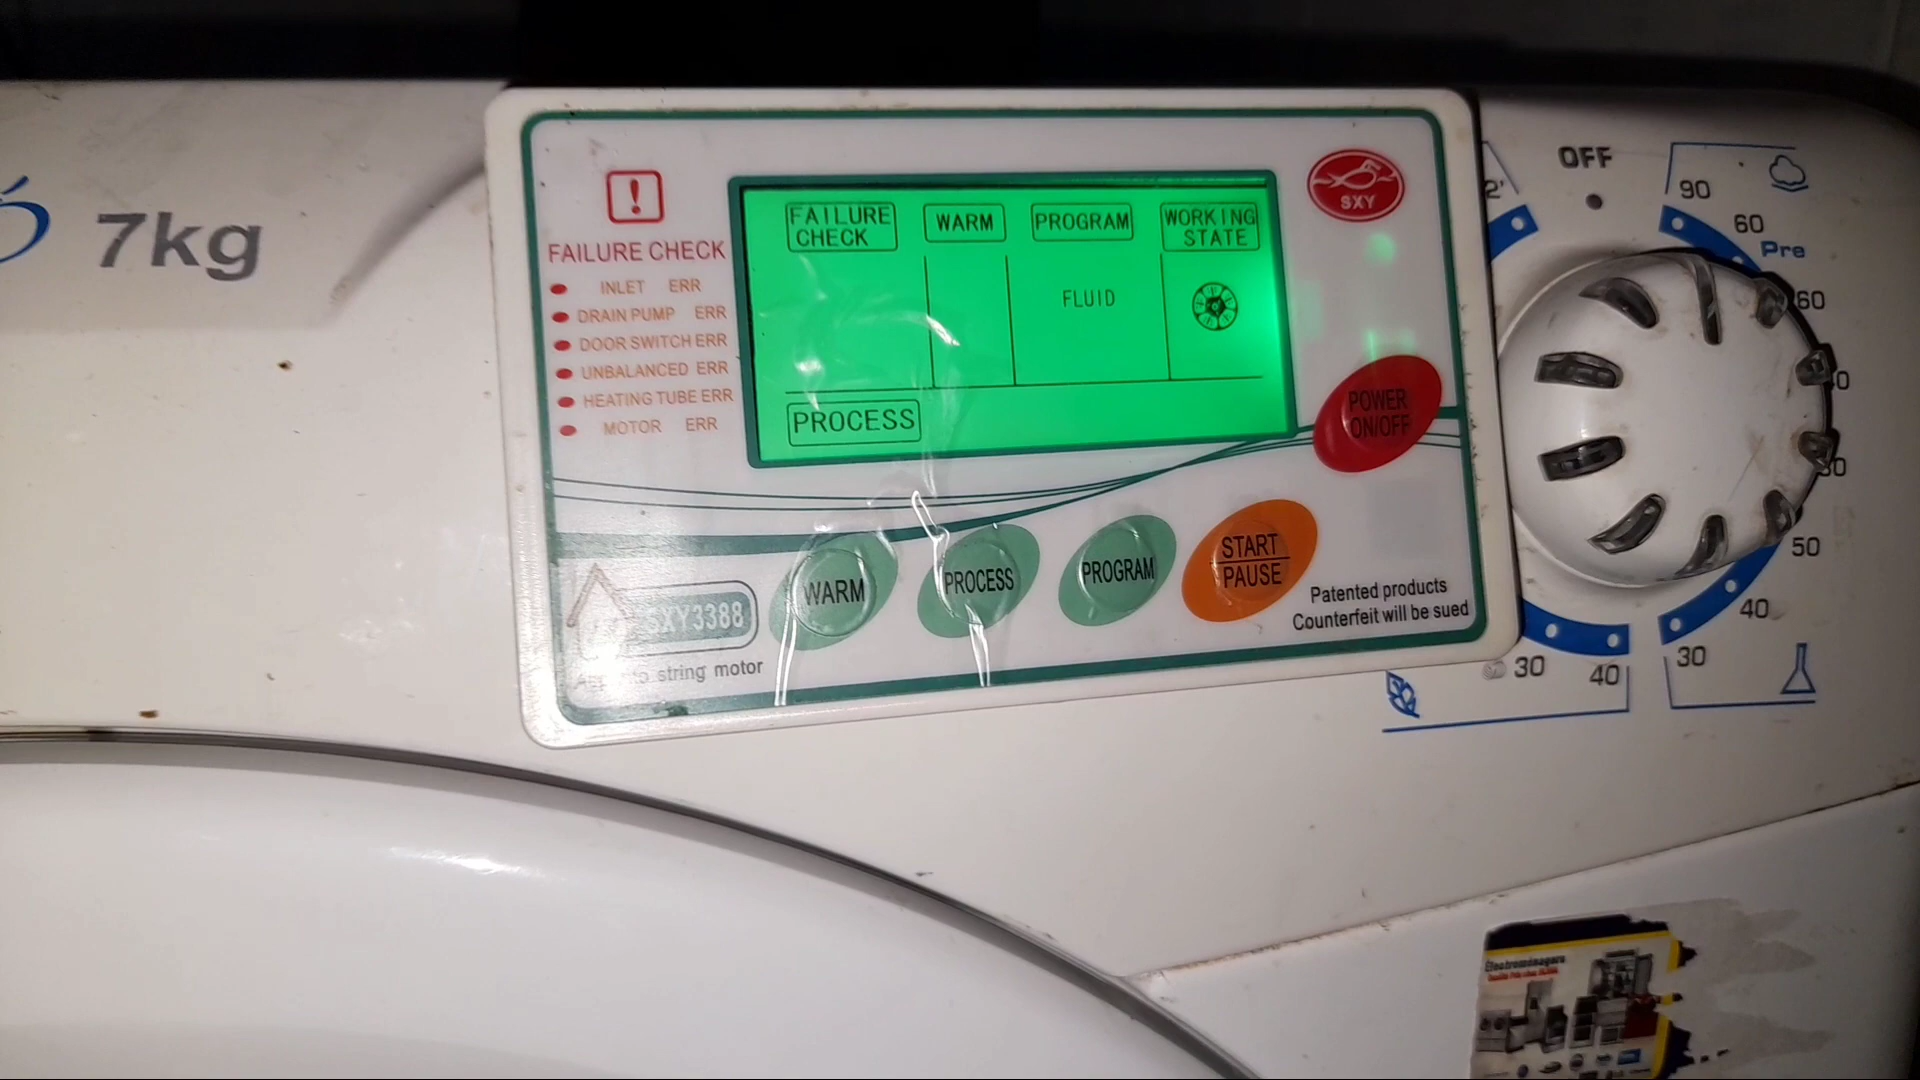 7kg
FAILURE CHECK
INLET ERR
DRAIN PUMP ERR
DOOR SWITCH ERR
UNBALANCED ERR
HEATING TUBE ERR
MOTOR ERR
FAILURE
CHECK
WARM
PROGRAM
WORKING
STATE
FLUID
PROCESS
SXY
POWER
ON/OFF
WARM
PROCESS
PROGRAM
START
PAUSE
SXY3388
string motor
Patented products
Counterfeit will be sued
OFF
2'
90
60
Pre
60
50
40
30
30
40
Électroménagers